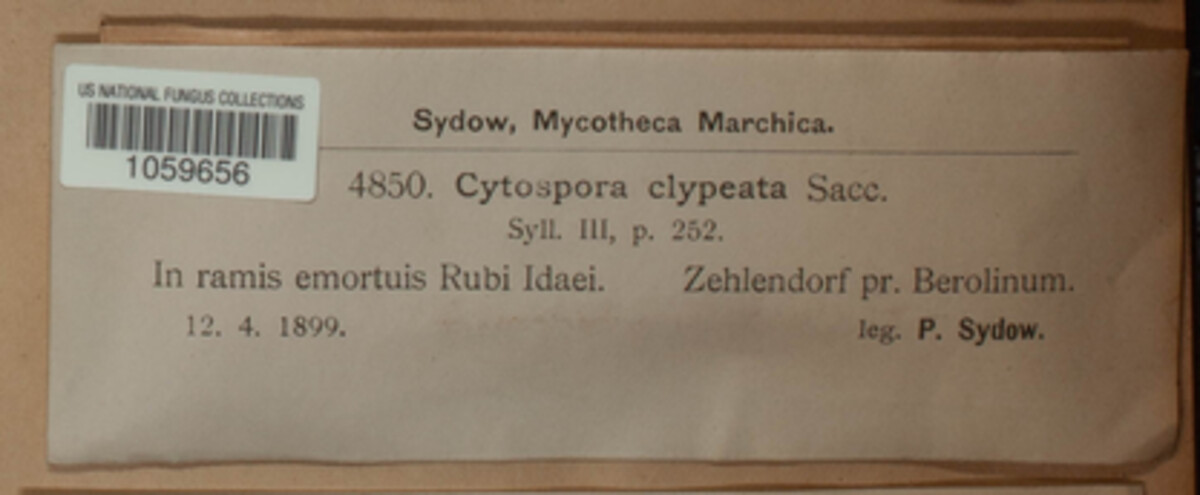 US NATIONAL FUNGUS COLLECTIONS
1059656
Sydow, Mycotheca Marchica.
4850. Cytospora clypeata Sacc.
Syll. III, p. 252.
In ramis emortuis Rubi Idaei. Zehlendorf pr. Berolinum.
12. 4. 1899. leg. P. Sydow.